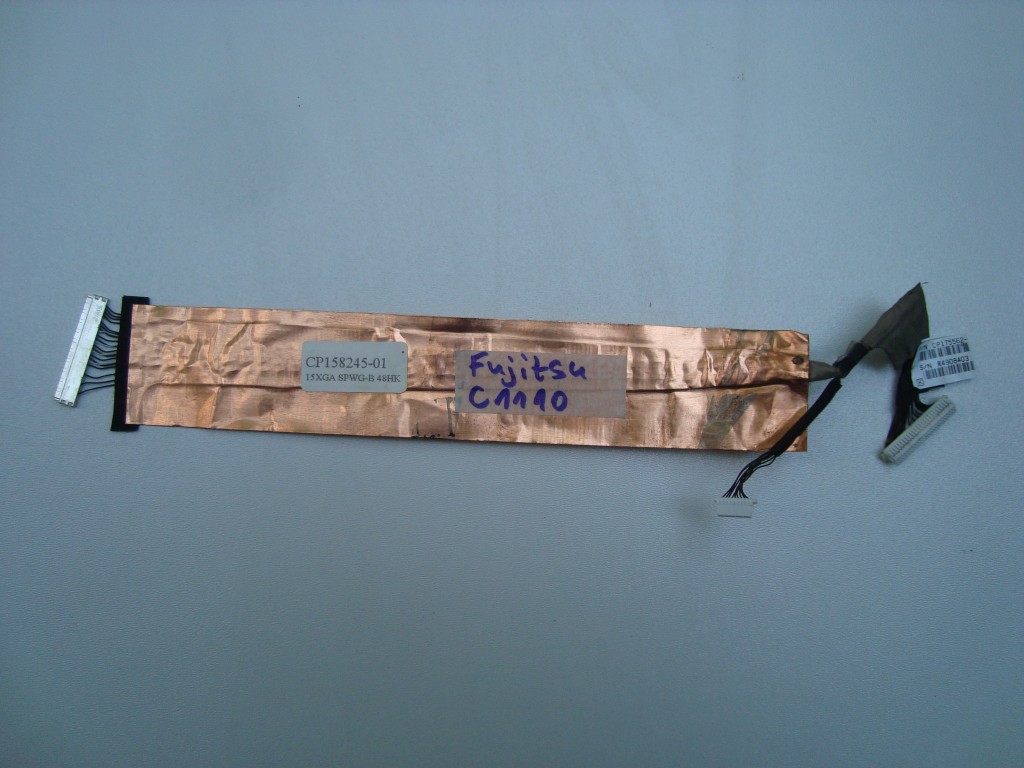 CP158245-01
15XGA SPWG-B 48HK
Fujitsu
C1110
S/N